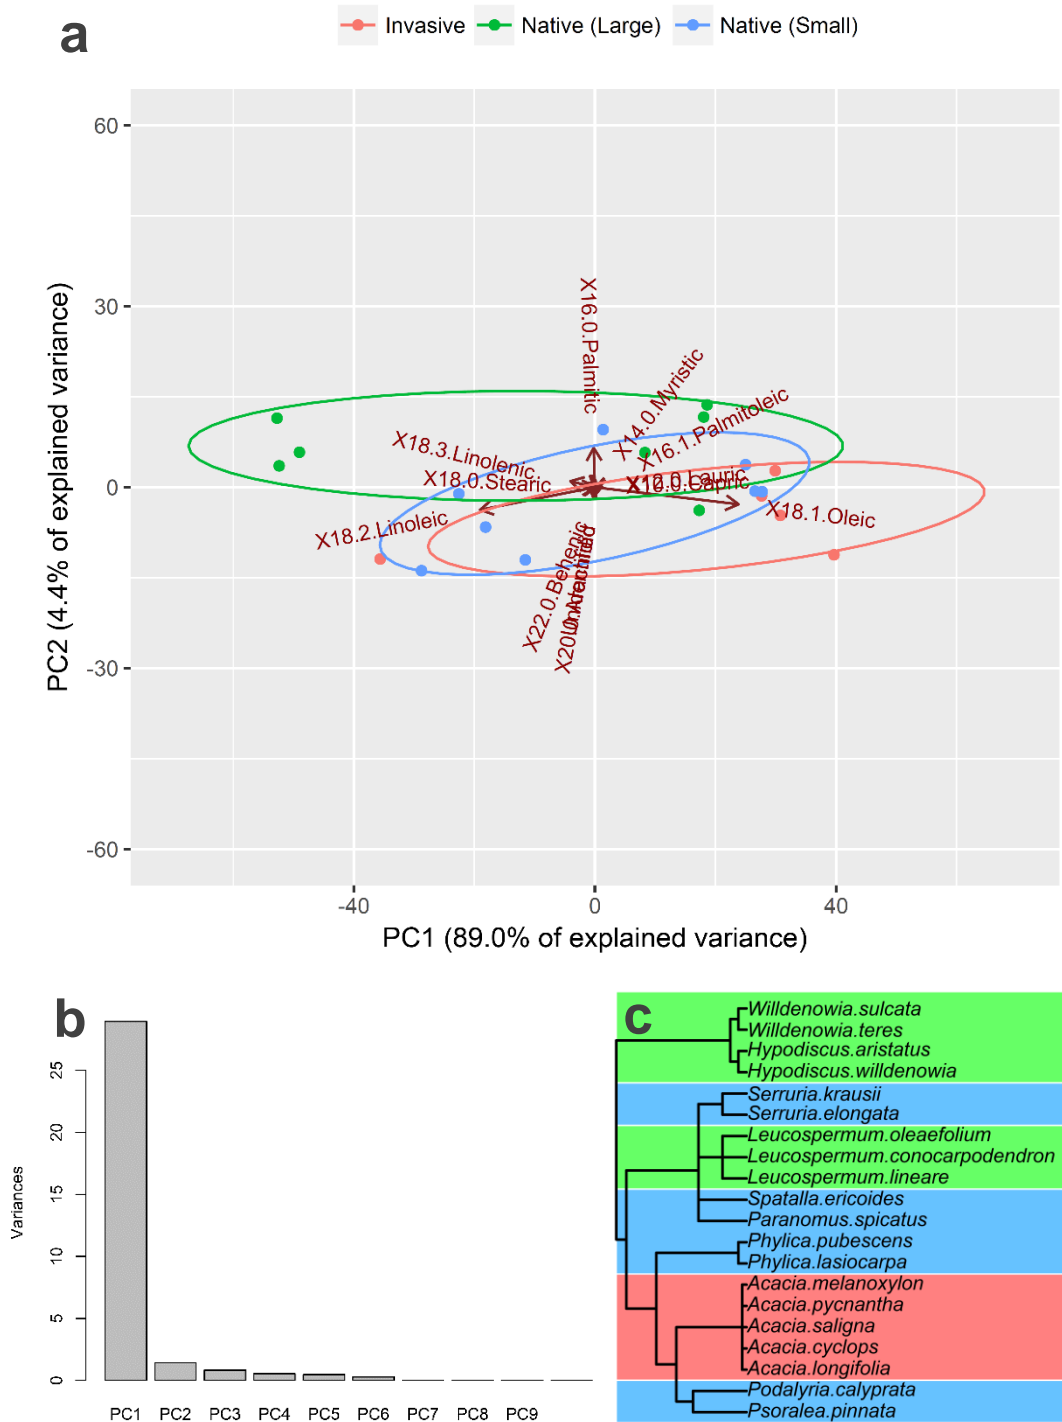 a
Invasive
Native (Large)
Native (Small)
60
30
0
-30
-60
-40
0
40
PC2 (4.4% of explained variance)
PC1 (89.0% of explained variance)
X16.0.Palmitic
X14.0.Myristic
X16.1.Palmitoleic
X18.3.Linolenic
X18.0.Stearic
X12.0.Lauric
X18.1.Oleic
X18.2.Linoleic
X22.0.Behenic
b
Variances
25
20
15
10
5
0
PC1 PC2 PC3 PC4 PC5 PC6 PC7 PC8 PC9
c
Willdenowia.sulcata
Willdenowia.teres
Hypodiscus.aristatus
Hypodiscus.willdenowia
Serruria.krausii
Serruria.elongata
Leucospermum.oleaefolium
Leucospermum.conocarpodendron
Leucospermum.lineare
Spatalla.ericoides
Paranomus.spicatus
Phylica.pubescens
Phylica.lasiocarpa
Acacia.melanoxylon
Acacia.pycnantha
Acacia.saligna
Acacia.cyclops
Acacia.longifolia
Podalyria.calyprata
Psoralea.pinnata